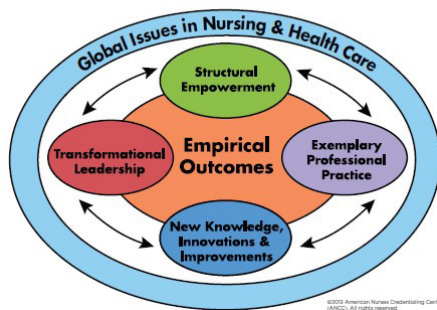 Global Issues in Nursing & Health Care
Structural
Empowerment
Transformational
Leadership
Empirical
Outcomes
Exemplary
Professional
Practice
New Knowledge,
Innovations &
Improvements
©2013 American Nurses Credentialing Cen
(ANCC). All rights reserved.